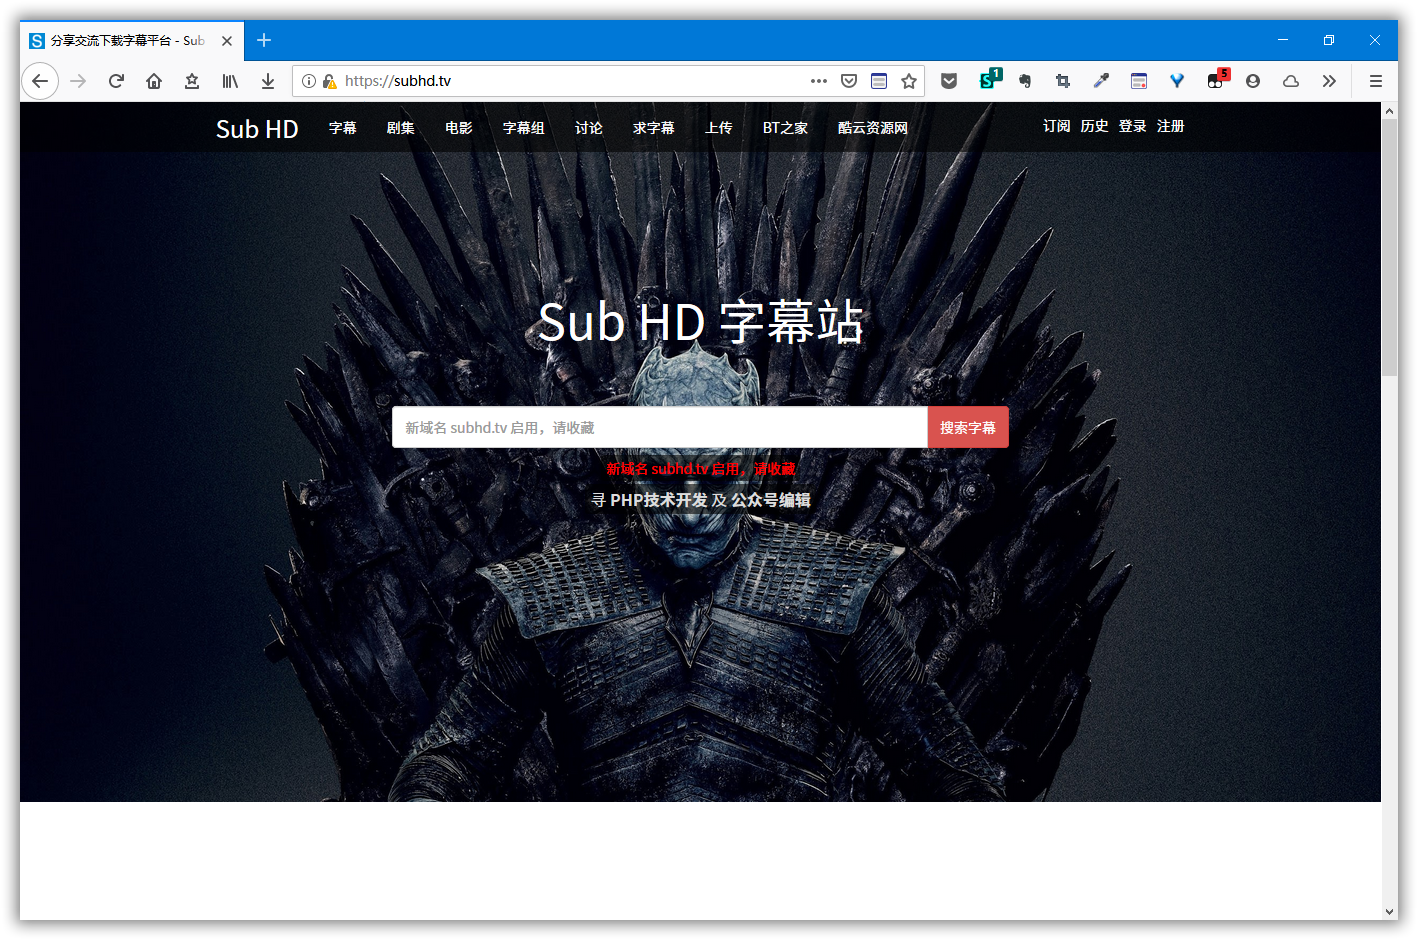 分享交流下载字幕平台 - Sub
https://subhd.tv
1
5
Sub HD 字幕 剧集 电影 字幕组 讨论 求字幕 上传 BT之家 酷云资源网 订阅 历史 登录 注册
Sub HD 字幕站
新域名 subhd.tv 启用，请收藏 搜索字幕
新域名 subhd.tv 启用，请收藏
寻 PHP技术开发 及 公众号编辑